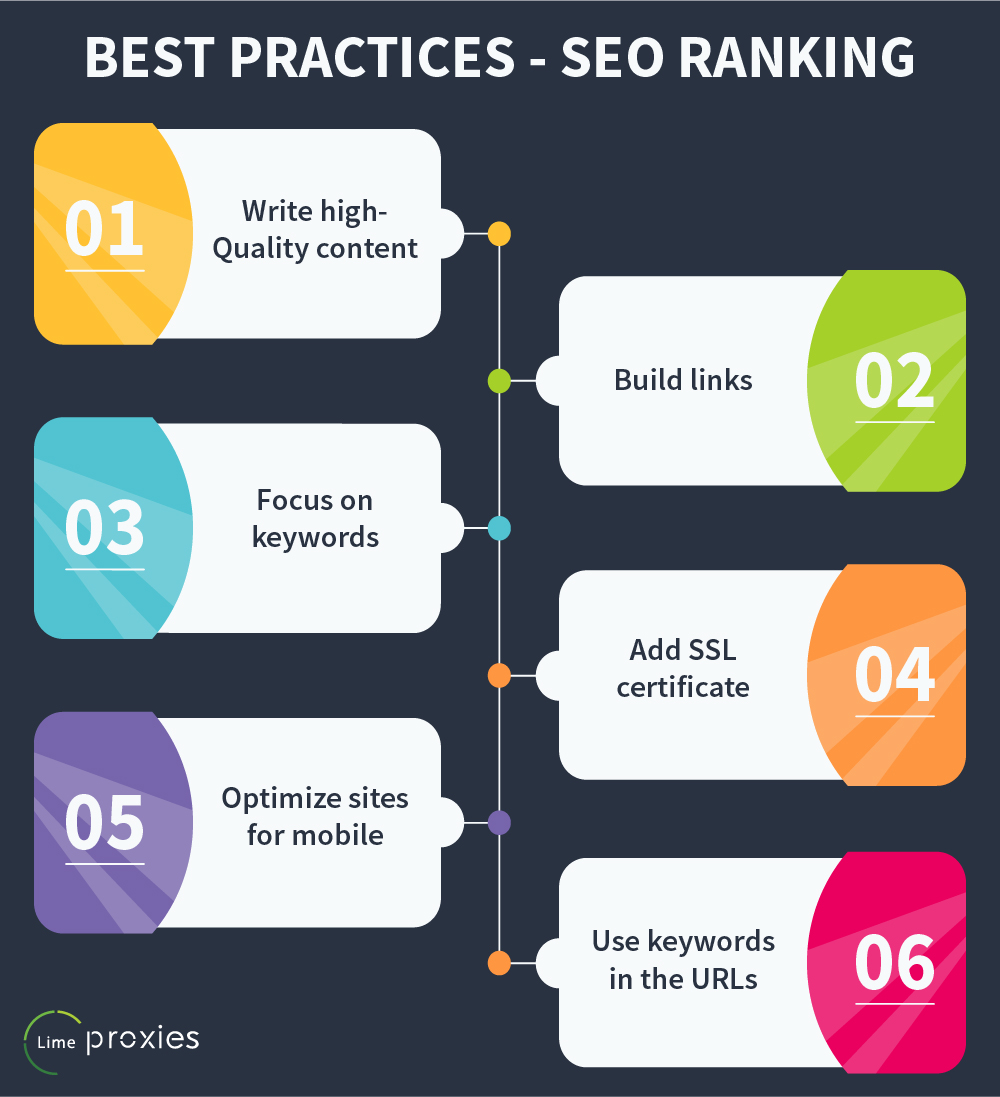 BEST PRACTICES - SEO RANKING
01
Write high-
Quality content
02
Build links
03
Focus on
keywords
04
Add SSL
certificate
05
Optimize sites
for mobile
06
Use keywords
in the URLs
Lime proxies